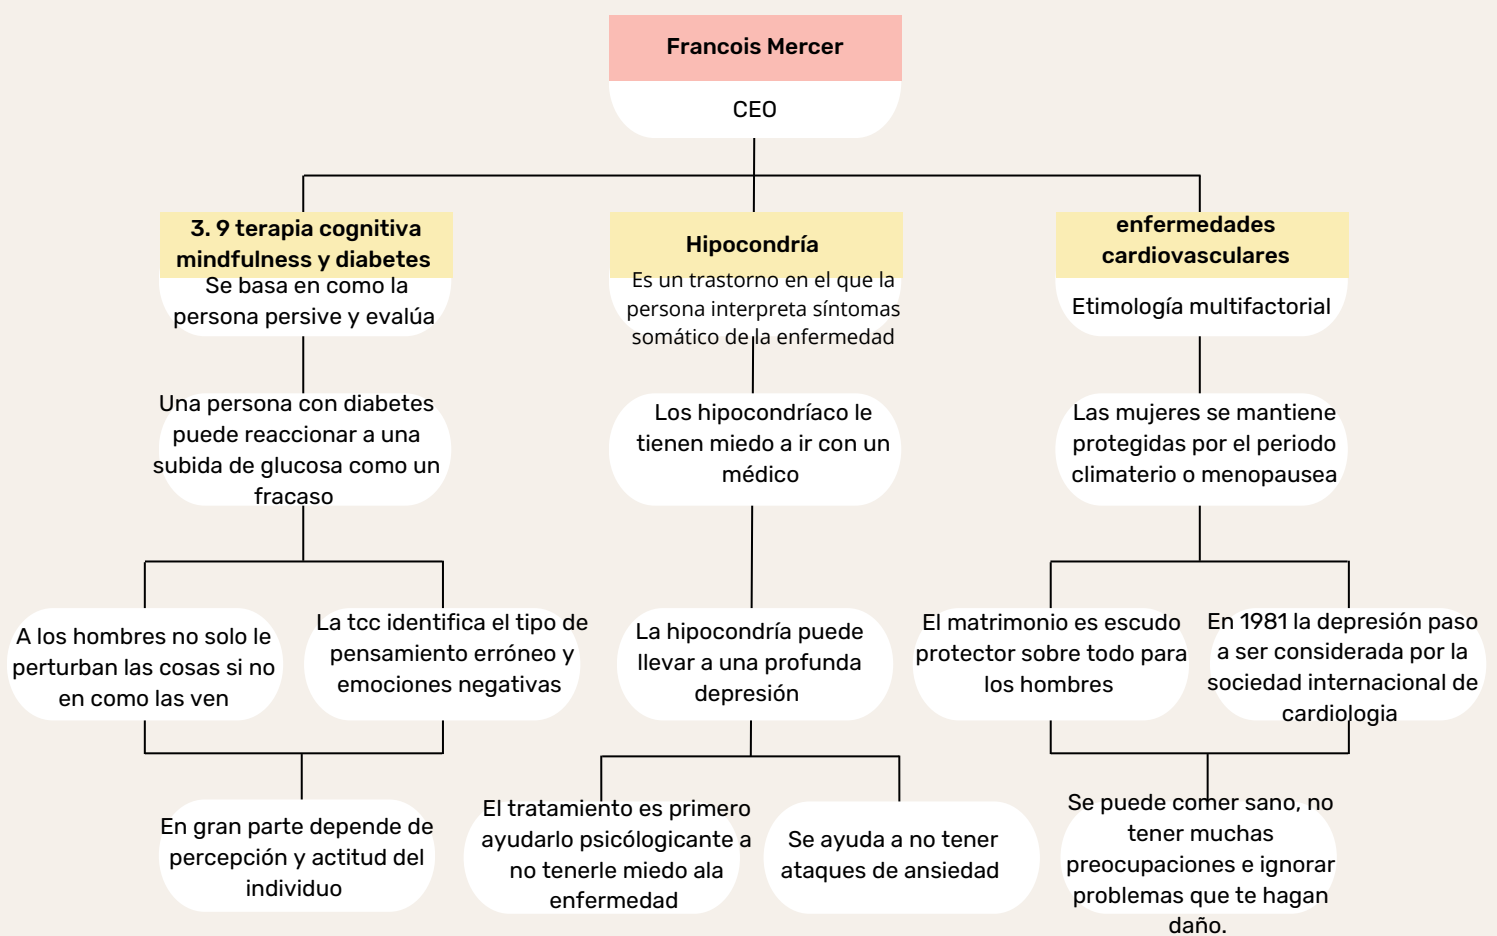 Francois Mercer
CEO
3. 9 terapia cognitiva
mindfulness y diabetes
Se basa en como la
persona persive y evalúa
Hipocondría
Es un trastorno en el que la
persona interpreta síntomas
somático de la enfermedad
enfermedades
cardiovasculares
Etimología multifactorial
Una persona con diabetes
puede reaccionar a una
subida de glucosa como un
fracaso
Los hipocondríaco le
tienen miedo a ir con un
médico
Las mujeres se mantiene
protegidas por el periodo
climaterio o menopausea
A los hombres no solo le
perturban las cosas si no
en como las ven
La tcc identifica el tipo de
pensamiento erróneo y
emociones negativas
La hipocondría puede
llevar a una profunda
depresión
El matrimonio es escudo
protector sobre todo para
los hombres
En 1981 la depresión paso
a ser considerada por la
sociedad internacional de
cardiologia
En gran parte depende de
percepción y actitud del
individuo
El tratamiento es primero
ayudarlo psicólogicante a
no tenerle miedo ala
enfermedad
Se ayuda a no tener
ataques de ansiedad
Se puede comer sano, no
tener muchas
preocupaciones e ignorar
problemas que te hagan
daño.